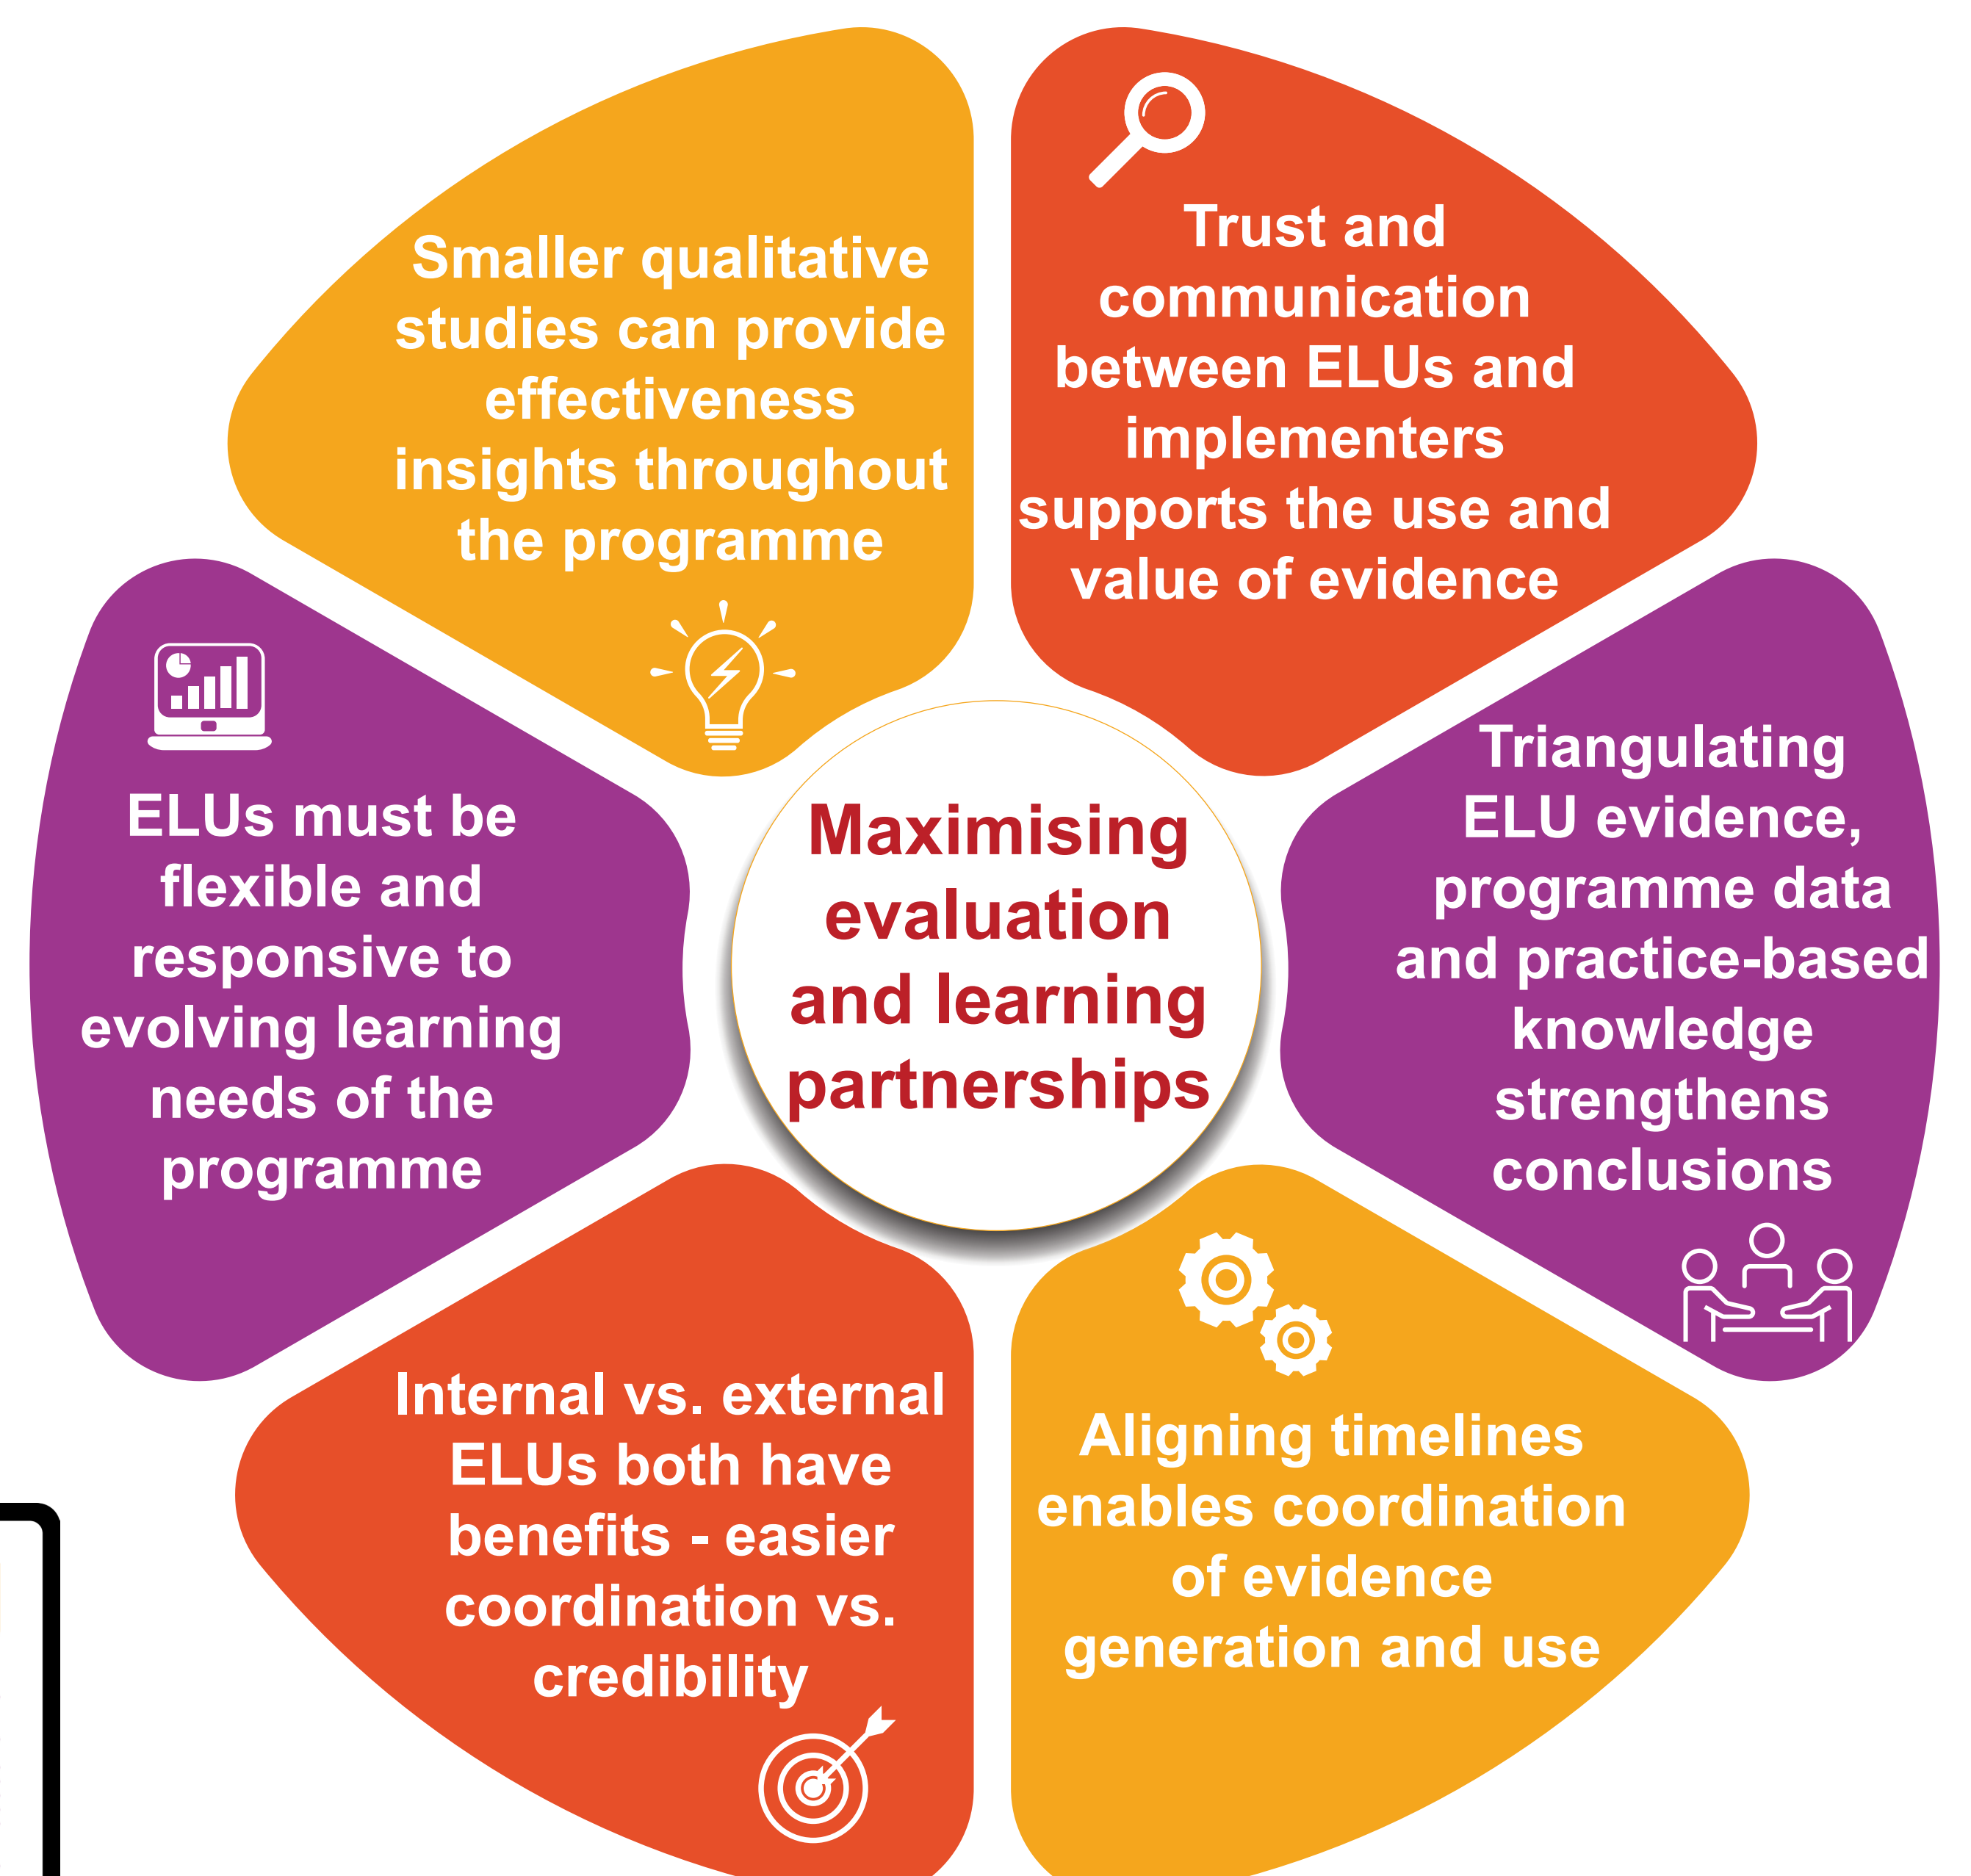 Smaller qualitative
studies can provide
effectiveness
insights throughout
the programme
Trust and
communication
between ELUs and
implementers
supports the use and
value of evidence
Triangulating
ELU evidence,
programme data
and practice-based
knowledge
strengthens
conclusions
Aligning timelines
enables coordination
of evidence
generation and use
Internal vs. external
ELUs both have
benefits - easier
coordination vs.
credibility
ELUs must be
flexible and
responsive to
evolving learning
needs of the
programme
Maximising
evaluation
and learning
partnerships